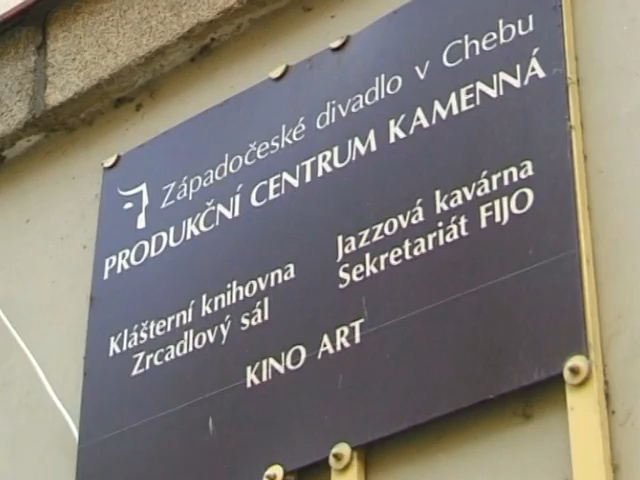 Západočeské divadlo v Chebu
PRODUKČNÍ CENTRUM KAMENNÁ
Klášterní knihovna
Zrcadlový sál
Jazzová kavárna
Sekretariát FIJO
KINO ART